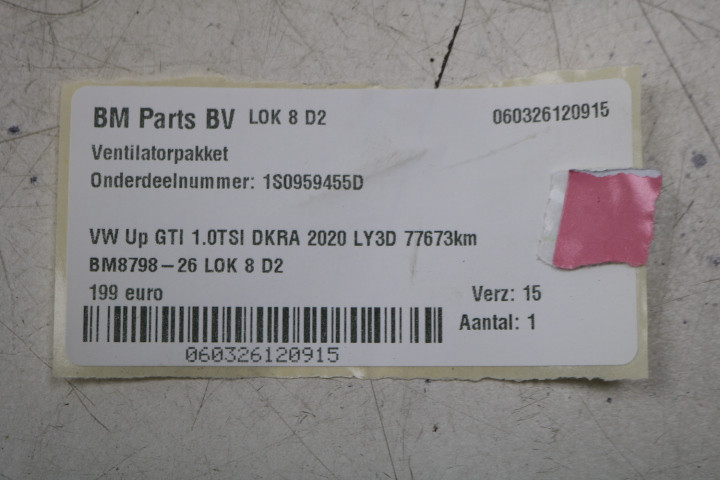 BM Parts BV LOK 8 D2 060326120915
Ventilatorpakket
Onderdeelnummer: 1S0959455D
VW Up GTI 1.0TSI DKRA 2020 LY3D 77673km
BM8798-26 LOK 8 D2
199 euro Verz: 15
Aantal: 1
060326120915